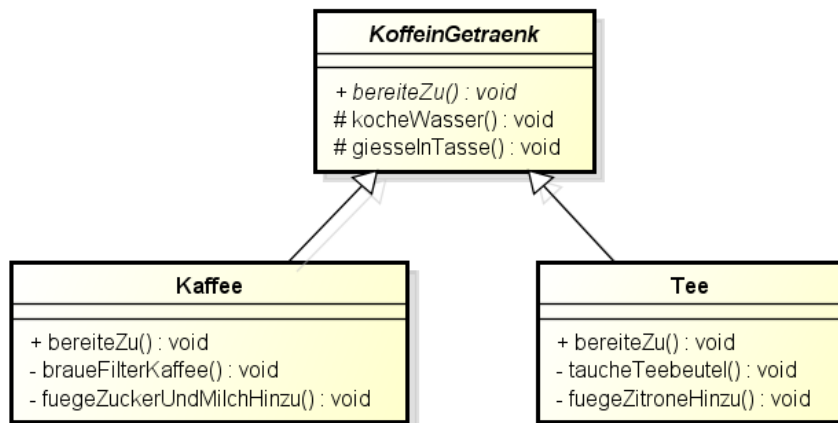 KoffeinGetraenk
+ bereiteZu() : void
# kocheWasser() : void
# giesseInTasse() : void
Kaffee
+ bereiteZu() : void
- braueFilterKaffee() : void
- fuegeZuckerUndMilchHinzu() : void
Tee
+ bereiteZu() : void
- taucheTeebeutel() : void
- fuegeZitroneHinzu() : void